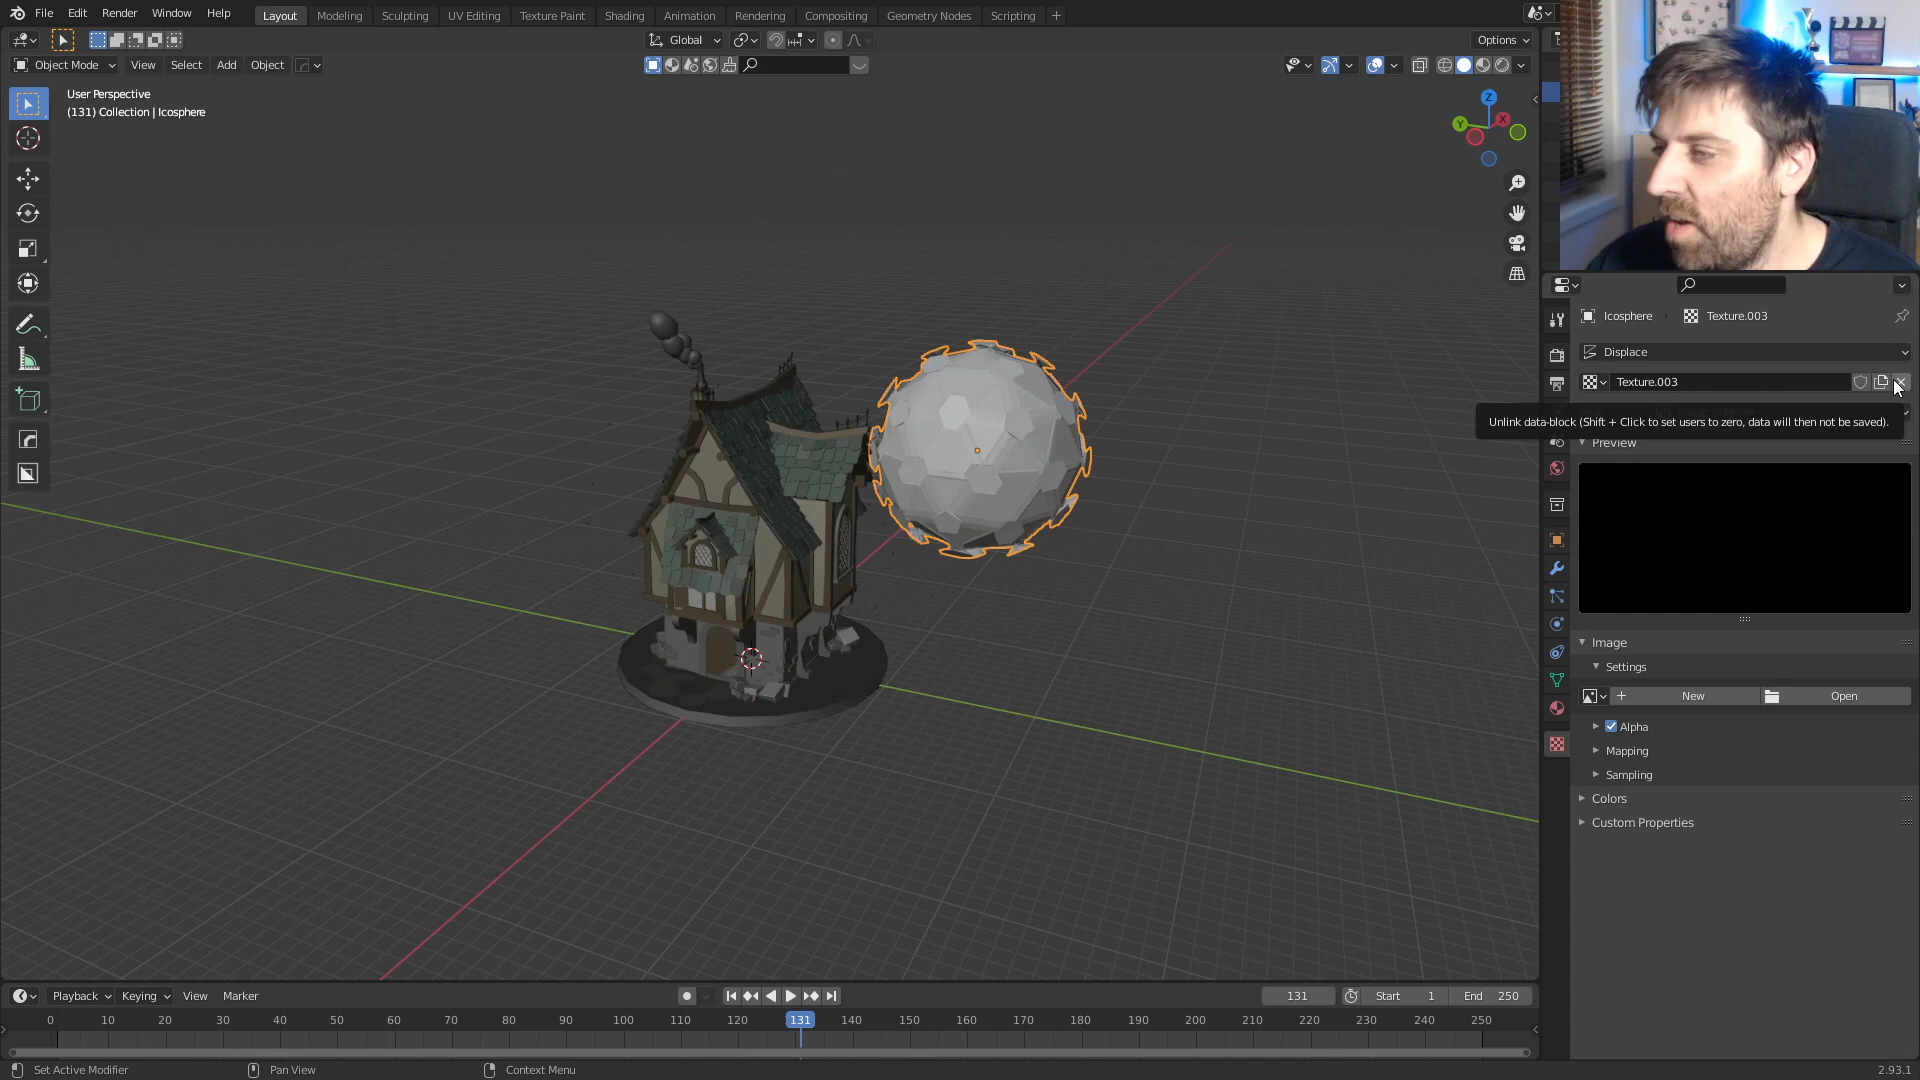 File Edit Render Window Help Layout Modeling Sculpting UV Editing Texture Paint Shading Animation Rendering Compositing Geometry Nodes Scripting +
Global Options
Object Mode View Select Add Object
User Perspective
(131) Collection | Icosphere
Z
Y X
Icosphere Texture.003
Displace
Texture.003
Unlink data-block (Shift + Click to set users to zero, data will then not be saved).
Preview
Image
Settings
New Open
Alpha
Mapping
Sampling
Colors
Custom Properties
Playback Keying View Marker 131 Start 1 End 250
0 10 20 30 40 50 60 70 80 90 100 110 120 131 140 150 160 170 180 190 200 210 220 230 240 250
Set Active Modifier Pan View Context Menu 2.93.1